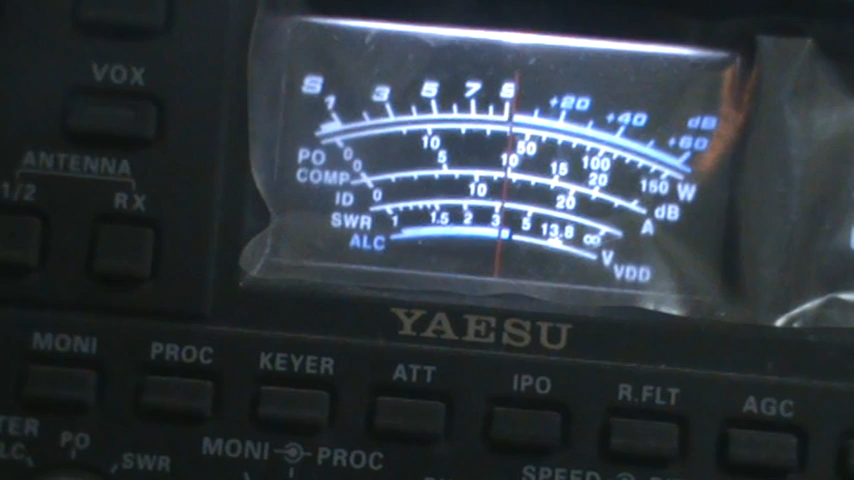 VOX
ANTENNA
1/2 RX
S 1 3 5 7 9 +20 +40 +60 dB
PO 0 10 50 100 150 W
COMP 0 5 10 15 20 dB
ID 0 10 20 A
SWR 1 1.5 2 3 5 ∞
ALC 13.8 V
VDD
YAESU
MONI PROC KEYER ATT IPO R.FLT AGC
PO
SWR
MONI PROC
SPEED